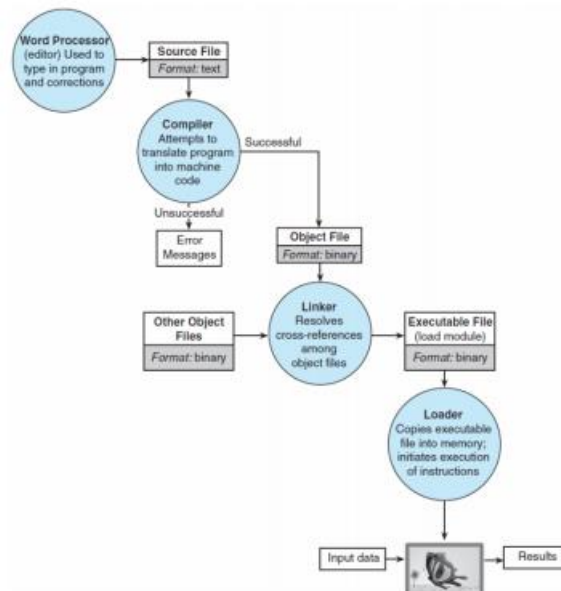 Word Processor
(editor) Used to
type in program
and corrections
Source File
Format: text
Compiler
Attempts to
translate program
into machine
code
Successful
Unsuccessful
Error
Messages
Object File
Format: binary
Other Object
Files
Format: binary
Linker
Resolves
cross-references
among
object files
Executable File
(load module)
Format: binary
Loader
Copies executable
file into memory;
initiates execution
of instructions
Input data
Results